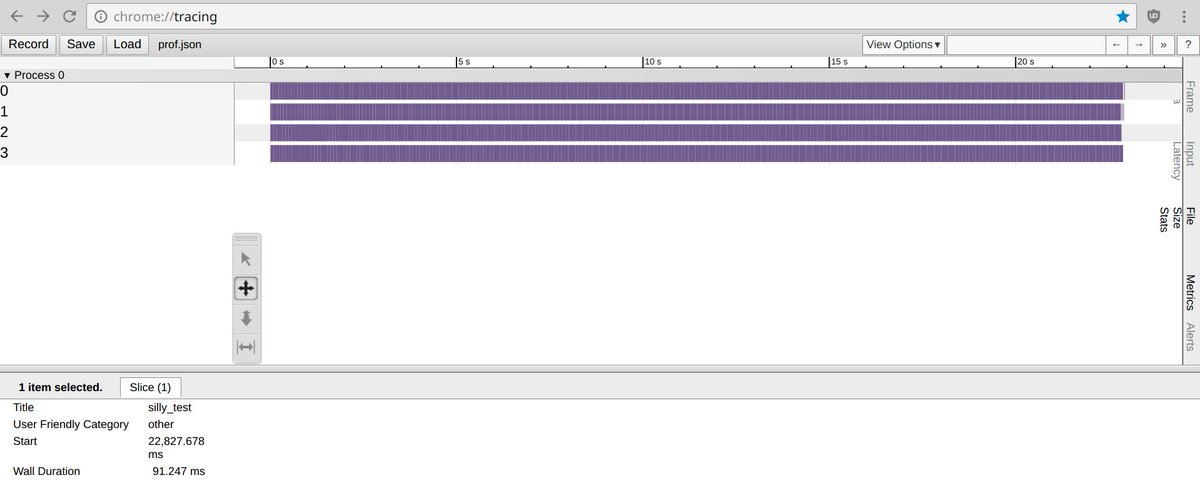 chrome://tracing
Record Save Load prof.json View Options▾ ← → » ?
0 s 5 s 10 s 15 s 20 s
▾ Process 0
0
1
2
3
Frame
Input Latency
File Size Stats
Metrics
Alerts
1 item selected. Slice (1)
Title silly_test
User Friendly Category other
Start 22,827.678
ms
Wall Duration 91.247 ms